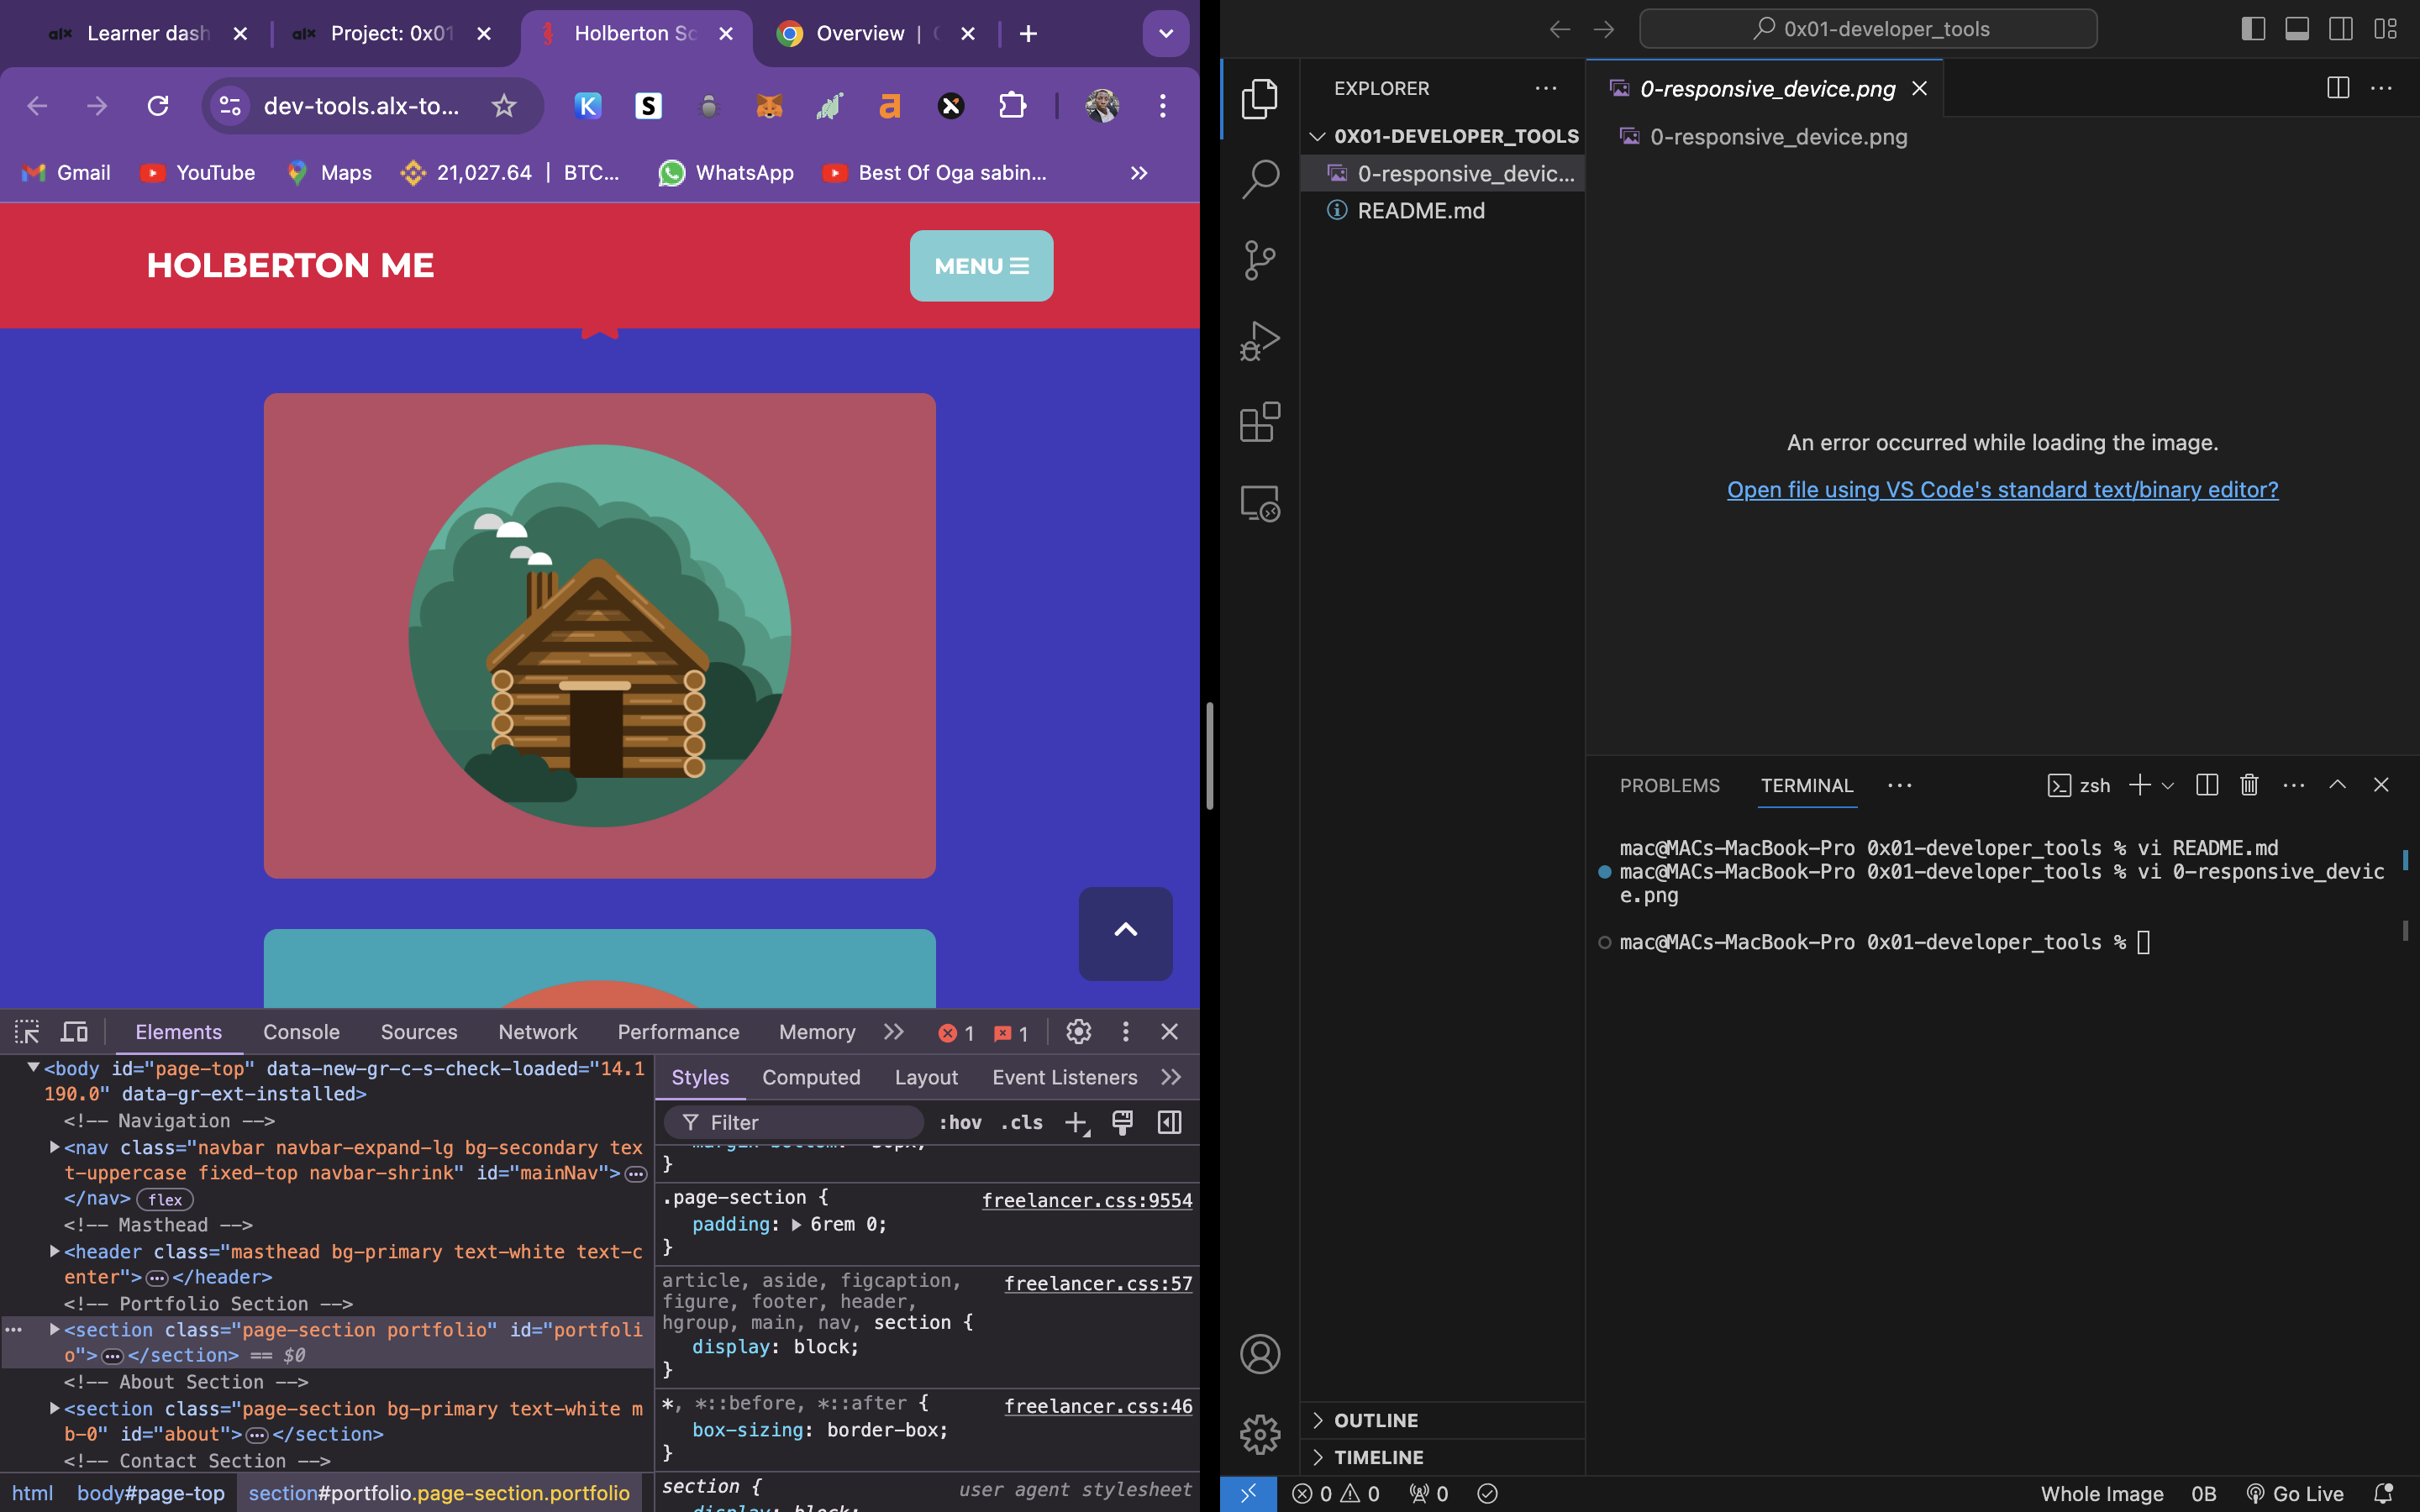 alx Learner dash
alx Project: 0x01
Holberton Sc
Overview |
dev-tools.alx-to...
Gmail
YouTube
Maps
21,027.64 | BTC...
WhatsApp
Best Of Oga sabin...
HOLBERTON ME
MENU
Elements
Console
Sources
Network
Performance
Memory
1
1
<body id="page-top" data-new-gr-c-s-check-loaded="14.1
190.0" data-gr-ext-installed>
<!-- Navigation -->
<nav class="navbar navbar-expand-lg bg-secondary tex
t-uppercase fixed-top navbar-shrink" id="mainNav">
</nav> flex
<!-- Masthead -->
<header class="masthead bg-primary text-white text-c
enter"> </header>
<!-- Portfolio Section -->
<section class="page-section portfolio" id="portfoli
o"> </section> == $0
<!-- About Section -->
<section class="page-section bg-primary text-white m
b-0" id="about"> </section>
<!-- Contact Section -->
html body#page-top section#portfolio.page-section.portfolio
Styles
Computed
Layout
Event Listeners
Filter
:hov
.cls
}
.page-section { freelancer.css:9554
padding: 6rem 0;
}
article, aside, figcaption, freelancer.css:57
figure, footer, header,
hgroup, main, nav, section {
display: block;
}
*, *::before, *::after { freelancer.css:46
box-sizing: border-box;
}
section { user agent stylesheet
display: block;
0x01-developer_tools
EXPLORER
0X01-DEVELOPER_TOOLS
0-responsive_devic...
README.md
OUTLINE
TIMELINE
0-responsive_device.png
0-responsive_device.png
An error occurred while loading the image.
Open file using VS Code's standard text/binary editor?
PROBLEMS
TERMINAL
zsh
mac@MACs-MacBook-Pro 0x01-developer_tools % vi README.md
mac@MACs-MacBook-Pro 0x01-developer_tools % vi 0-responsive_devic
e.png
mac@MACs-MacBook-Pro 0x01-developer_tools %
0 0 0
Whole Image
0B
Go Live